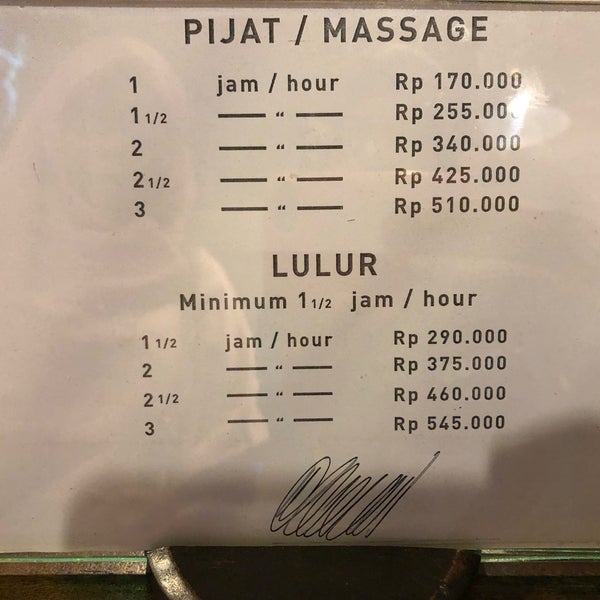 PIJAT / MASSAGE
1 jam / hour Rp 170.000
1 1/2 — " — Rp 255.000
2 — " — Rp 340.000
2 1/2 — " — Rp 425.000
3 — " — Rp 510.000
LULUR
Minimum 1 1/2 jam / hour
1 1/2 jam / hour Rp 290.000
2 — " — Rp 375.000
2 1/2 — " — Rp 460.000
3 — " — Rp 545.000